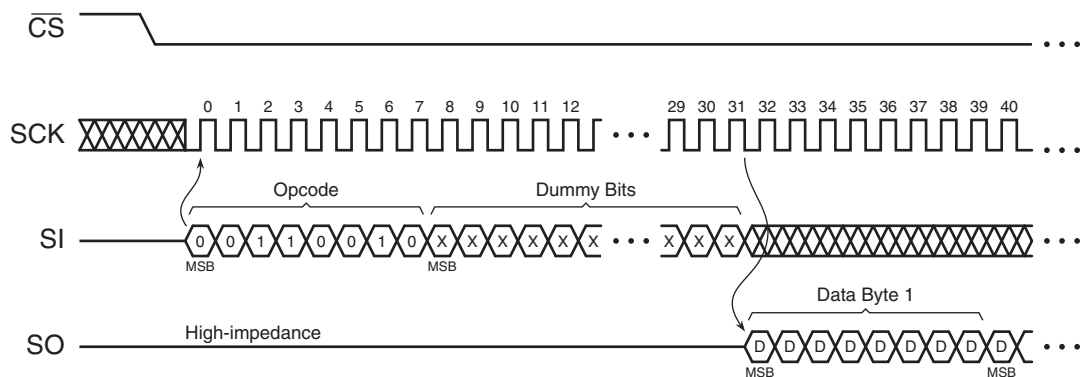 CS
SCK
0 1 2 3 4 5 6 7 8 9 10 11 12 29 30 31 32 33 34 35 36 37 38 39 40
Opcode Dummy Bits
SI
0 0 1 1 0 0 1 0 X X X X X X X X X
MSB MSB
Data Byte 1
High-impedance
SO
D D D D D D D D D
MSB MSB